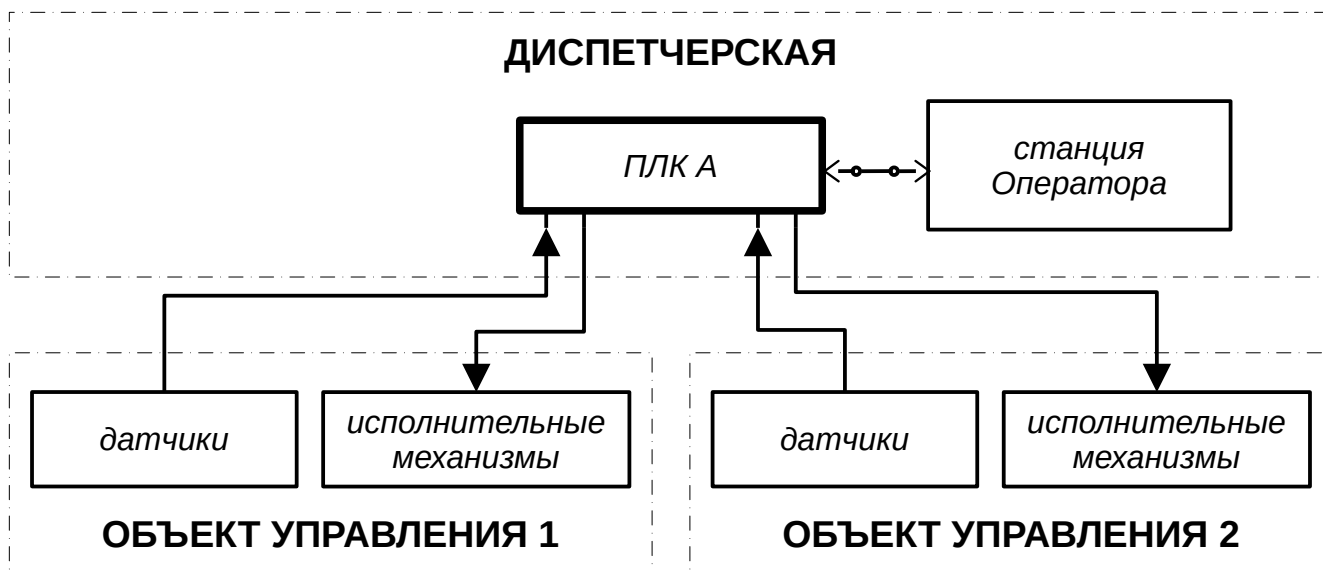 ДИСПЕТЧЕРСКАЯ
ПЛК А
станция
Оператора
датчики
исполнительные
механизмы
датчики
исполнительные
механизмы
ОБЪЕКТ УПРАВЛЕНИЯ 1
ОБЪЕКТ УПРАВЛЕНИЯ 2